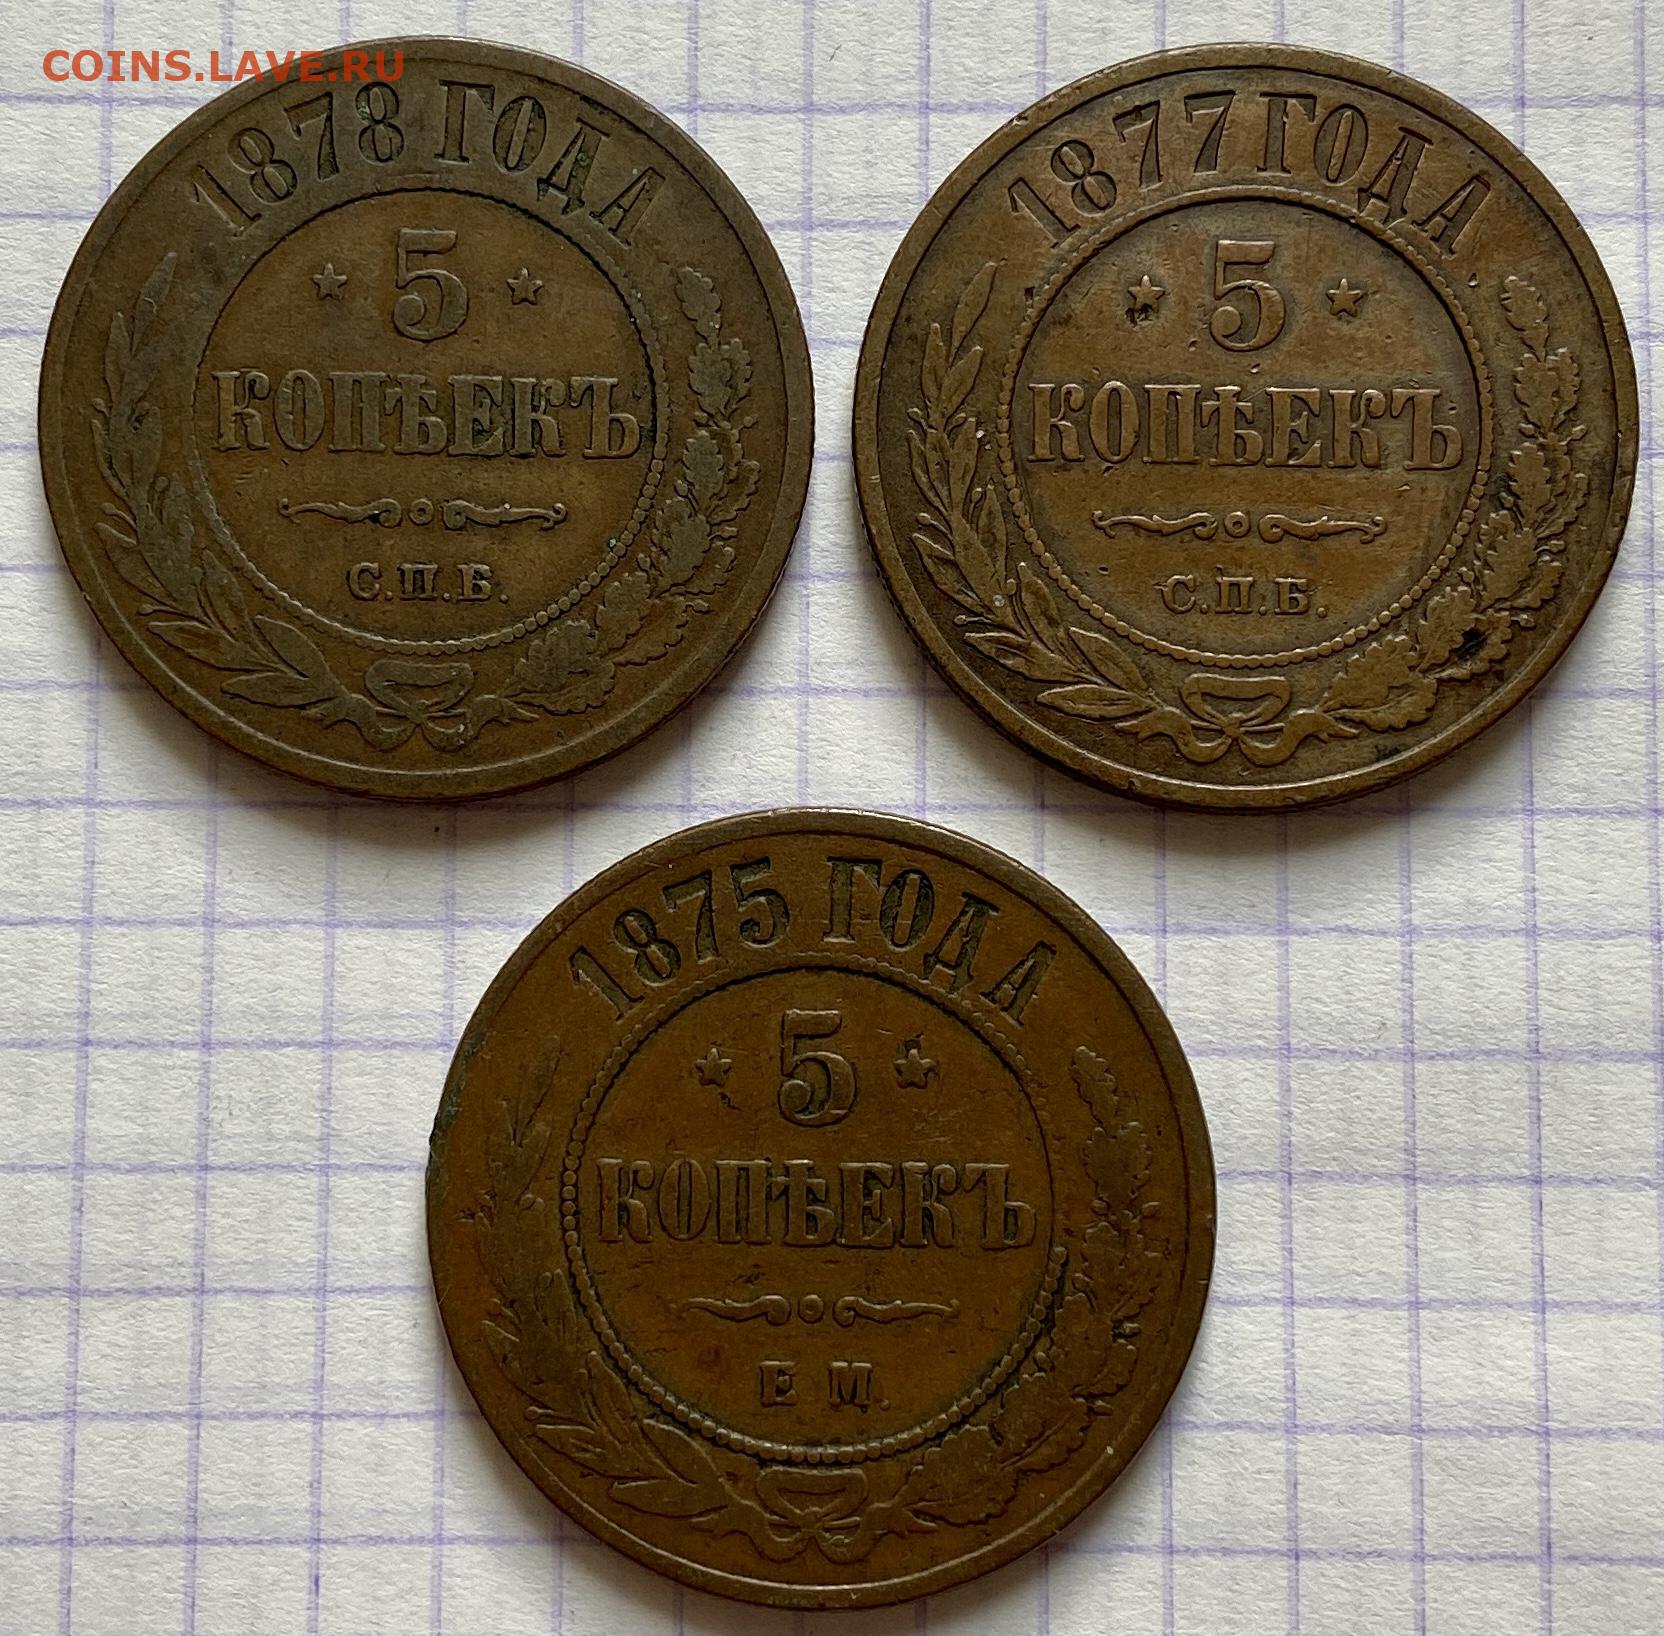 COINS.LAVE.RU
1878 ГОДА
5
КОПѢЕКЪ
С.П.Б.
1877 ГОДА
5
КОПѢЕКЪ
С.П.Б.
1875 ГОДА
5
КОПѢЕКЪ
Е М.